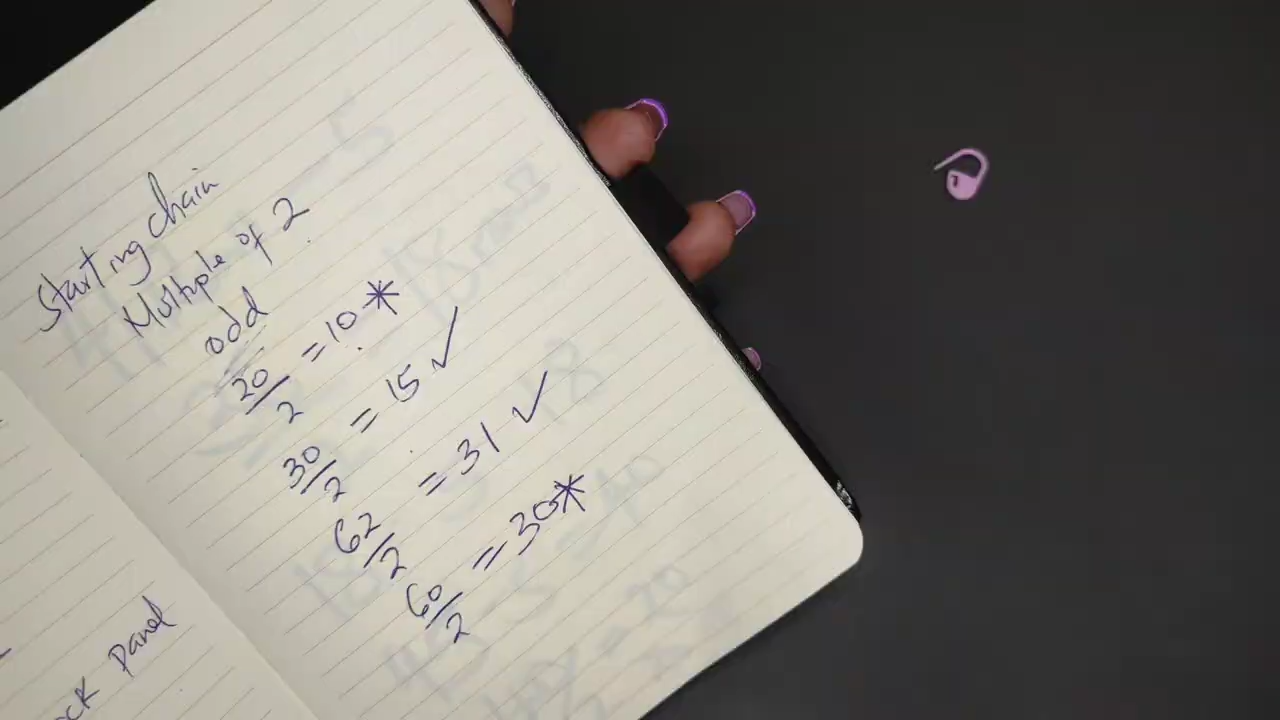 Starting chain
Multiple of 2
odd
20/2 = 10 *
30/2 = 15 ✓
62/2 = 31 ✓
60/2 = 30 *
Panel